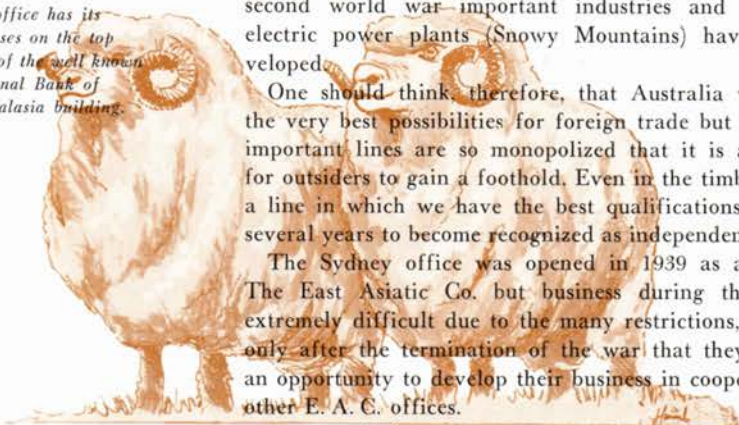 office has its
ses on the top
of the well known
nal Bank of
alasia building.
second world war important industries and
electric power plants (Snowy Mountains) hav
veloped.
One should think, therefore, that Australia
the very best possibilities for foreign trade but
important lines are so monopolized that it is a
for outsiders to gain a foothold. Even in the timb
a line in which we have the best qualifications
several years to become recognized as independen
The Sydney office was opened in 1939 as a
The East Asiatic Co. but business during th
extremely difficult due to the many restrictions,
only after the termination of the war that they
an opportunity to develop their business in coope
other E. A. C. offices.